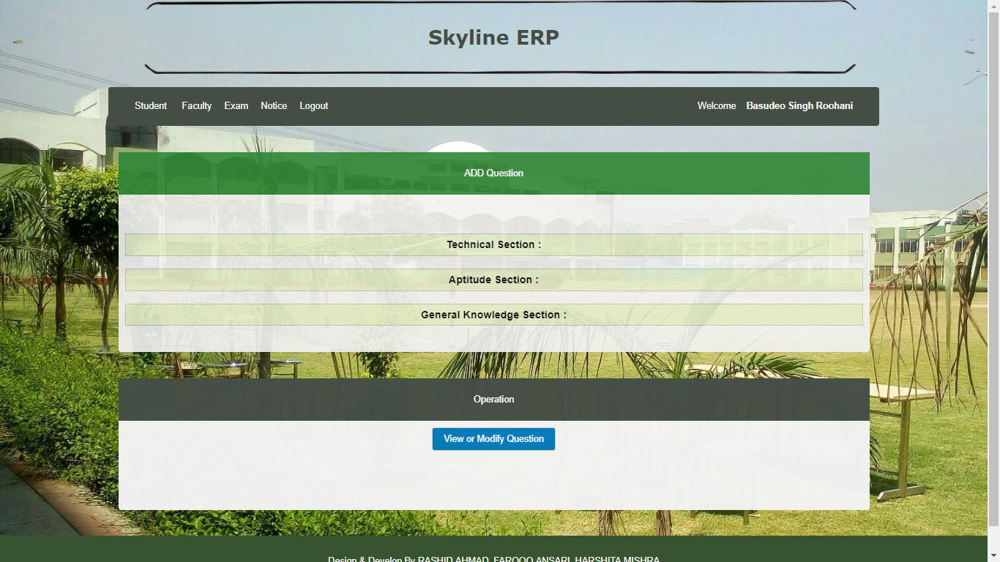 Skyline ERP
Student Faculty Exam Notice Logout Welcome Basudeo Singh Roohani
ADD Question
Technical Section :
Aptitude Section :
General Knowledge Section :
Operation
View or Modify Question
Design & Develop By RASHID AHMAD, FAROOQ ANSARI, HARSHITA MISHRA